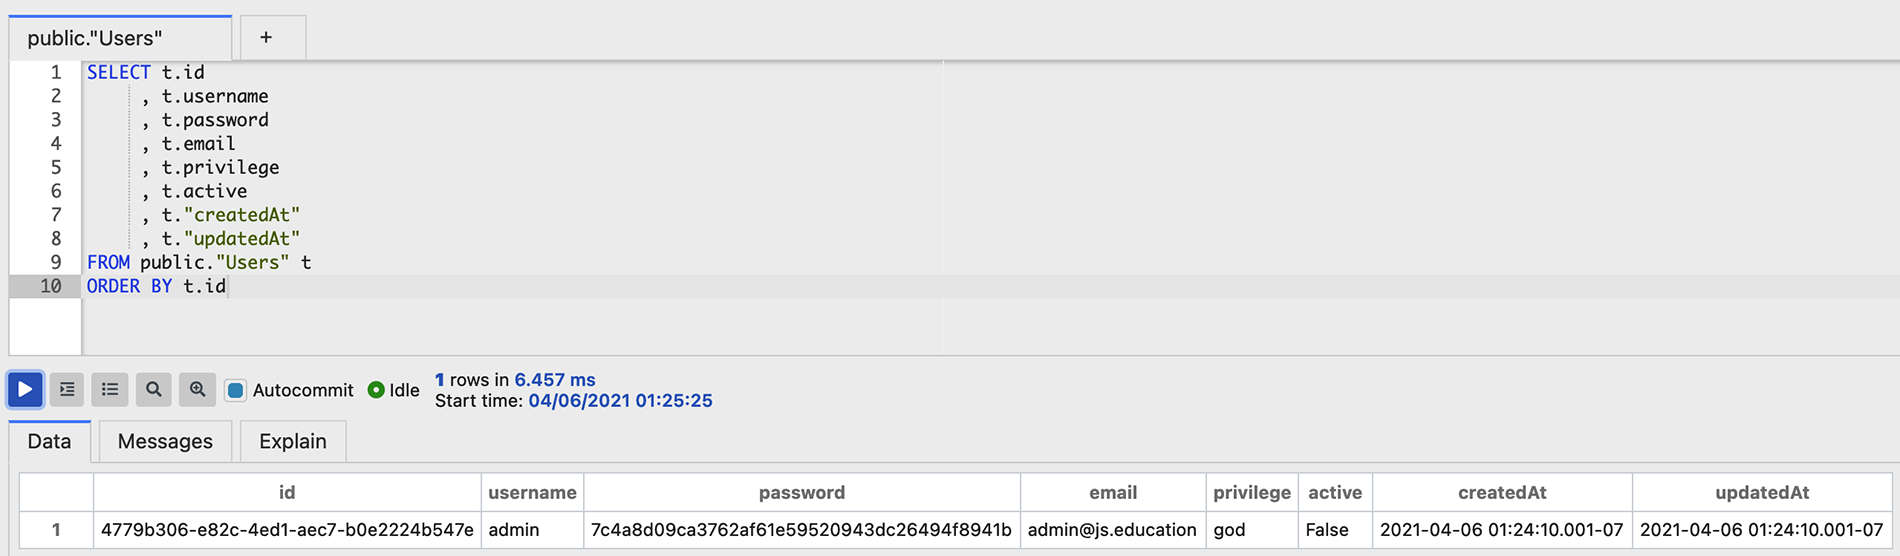 public."Users"
+
1 SELECT t.id
2 , t.username
3 , t.password
4 , t.email
5 , t.privilege
6 , t.active
7 , t."createdAt"
8 , t."updatedAt"
9 FROM public."Users" t
10 ORDER BY t.id
Autocommit Idle 1 rows in 6.457 ms
Start time: 04/06/2021 01:25:25
Data Messages Explain
id username password email privilege active createdAt updatedAt
1 4779b306-e82c-4ed1-aec7-b0e2224b547e admin 7c4a8d09ca3762af61e59520943dc26494f8941b admin@js.education god False 2021-04-06 01:24:10.001-07 2021-04-06 01:24:10.001-07